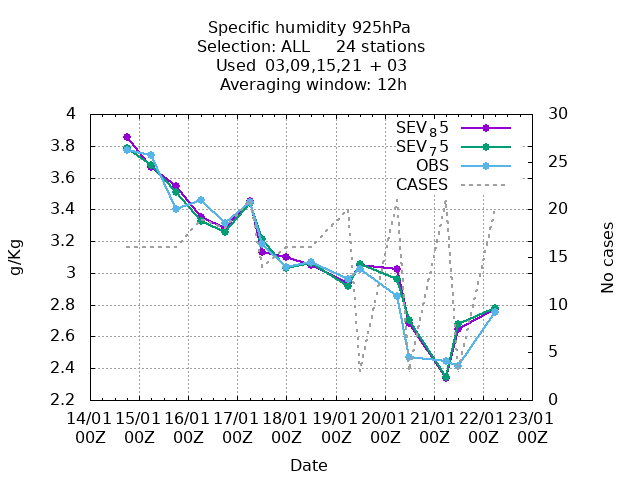 Specific humidity 925hPa
Selection: ALL 24 stations
Used 03,09,15,21 + 03
Averaging window: 12h
SEV85
SEV75
OBS
CASES
4
3.8
3.6
3.4
3.2
3
2.8
2.6
2.4
2.2
g/Kg
30
25
20
15
10
5
0
No cases
14/01 15/01 16/01 17/01 18/01 19/01 20/01 21/01 22/01 23/01
00Z 00Z 00Z 00Z 00Z 00Z 00Z 00Z 00Z 00Z
Date